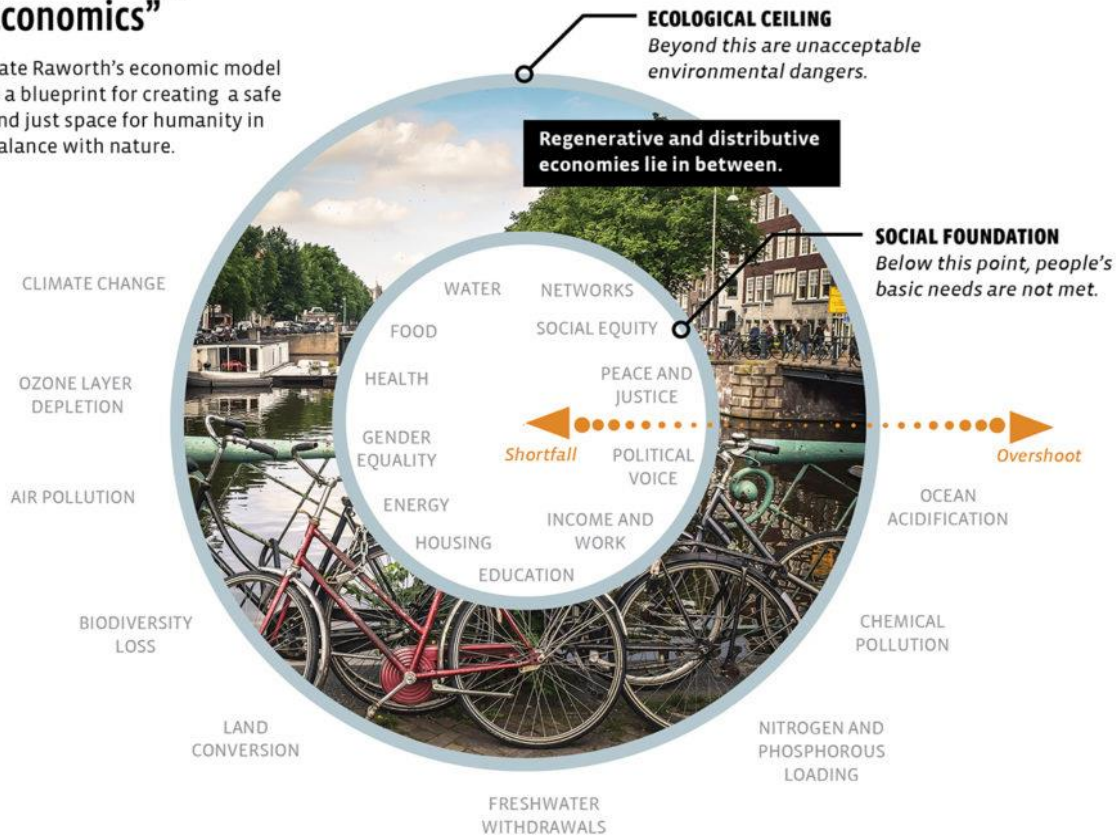 conomics”
ate Raworth’s economic model
a blueprint for creating a safe
nd just space for humanity in
alance with nature.
ECOLOGICAL CEILING
Beyond this are unacceptable
environmental dangers.
Regenerative and distributive
economies lie in between.
SOCIAL FOUNDATION
Below this point, people’s
basic needs are not met.
CLIMATE CHANGE
OZONE LAYER
DEPLETION
AIR POLLUTION
BIODIVERSITY
LOSS
LAND
CONVERSION
FRESHWATER
WITHDRAWALS
NITROGEN AND
PHOSPHOROUS
LOADING
CHEMICAL
POLLUTION
OCEAN
ACIDIFICATION
WATER
FOOD
HEALTH
GENDER
EQUALITY
ENERGY
HOUSING
EDUCATION
NETWORKS
SOCIAL EQUITY
PEACE AND
JUSTICE
POLITICAL
VOICE
INCOME AND
WORK
Shortfall
Overshoot